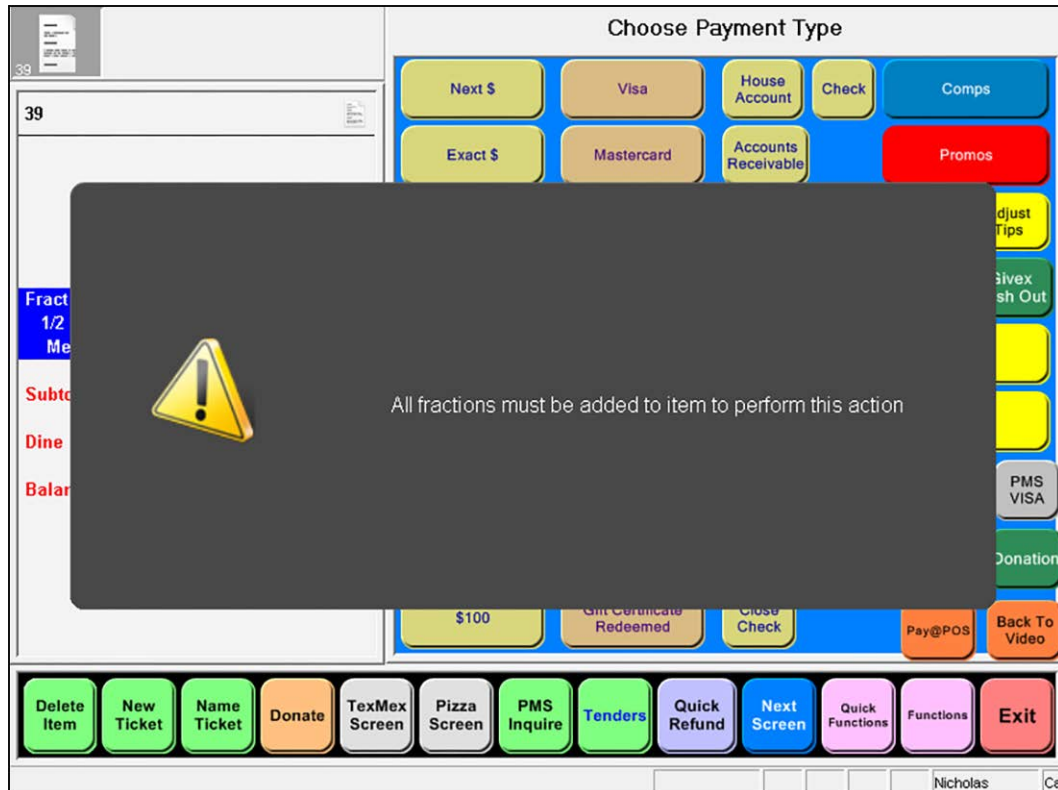 39
Choose Payment Type
39
Next $
Visa
House
Account
Check
Comps
Exact $
Mastercard
Accounts
Receivable
Promos
djust
Tips
Givex
sh Out
Fract
1/2
Me
Subto
Dine
Balar
All fractions must be added to item to perform this action
PMS
VISA
Donation
$100
Gift Certificate
Redeemed
Close
Check
Pay@POS
Back To
Video
Delete
Item
New
Ticket
Name
Ticket
Donate
TexMex
Screen
Pizza
Screen
PMS
Inquire
Tenders
Quick
Refund
Next
Screen
Quick
Functions
Functions
Exit
Nicholas
Ca